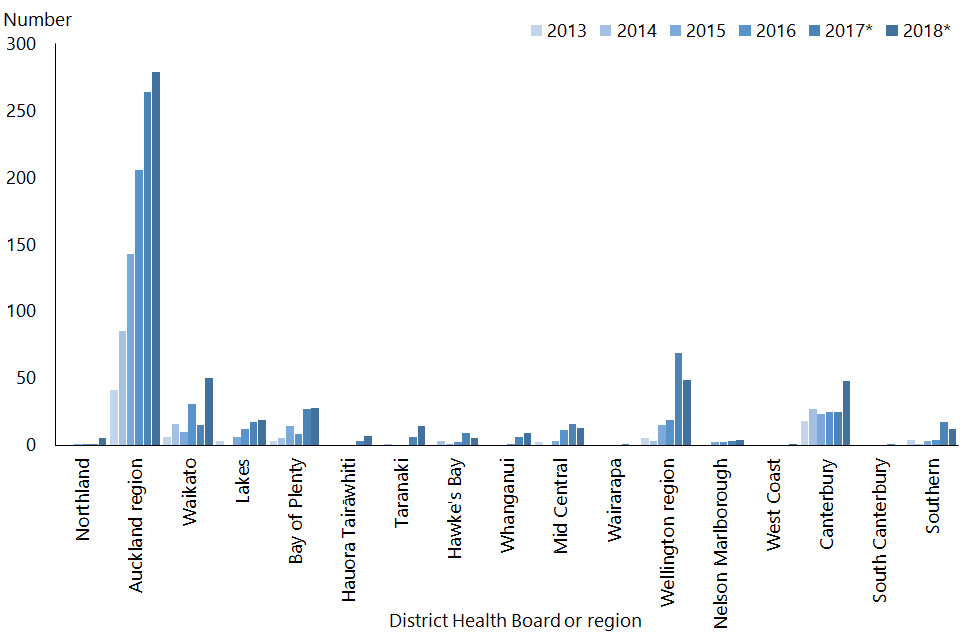 Number
2013 2014 2015 2016 2017* 2018*
300
250
200
150
100
50
0
Northland
Auckland region
Waikato
Lakes
Bay of Plenty
Hauora Tairāwhiti
Taranaki
Hawke's Bay
Whanganui
Mid Central
Wairarapa
Wellington region
Nelson Marlborough
West Coast
Canterbury
South Canterbury
Southern
District Health Board or region